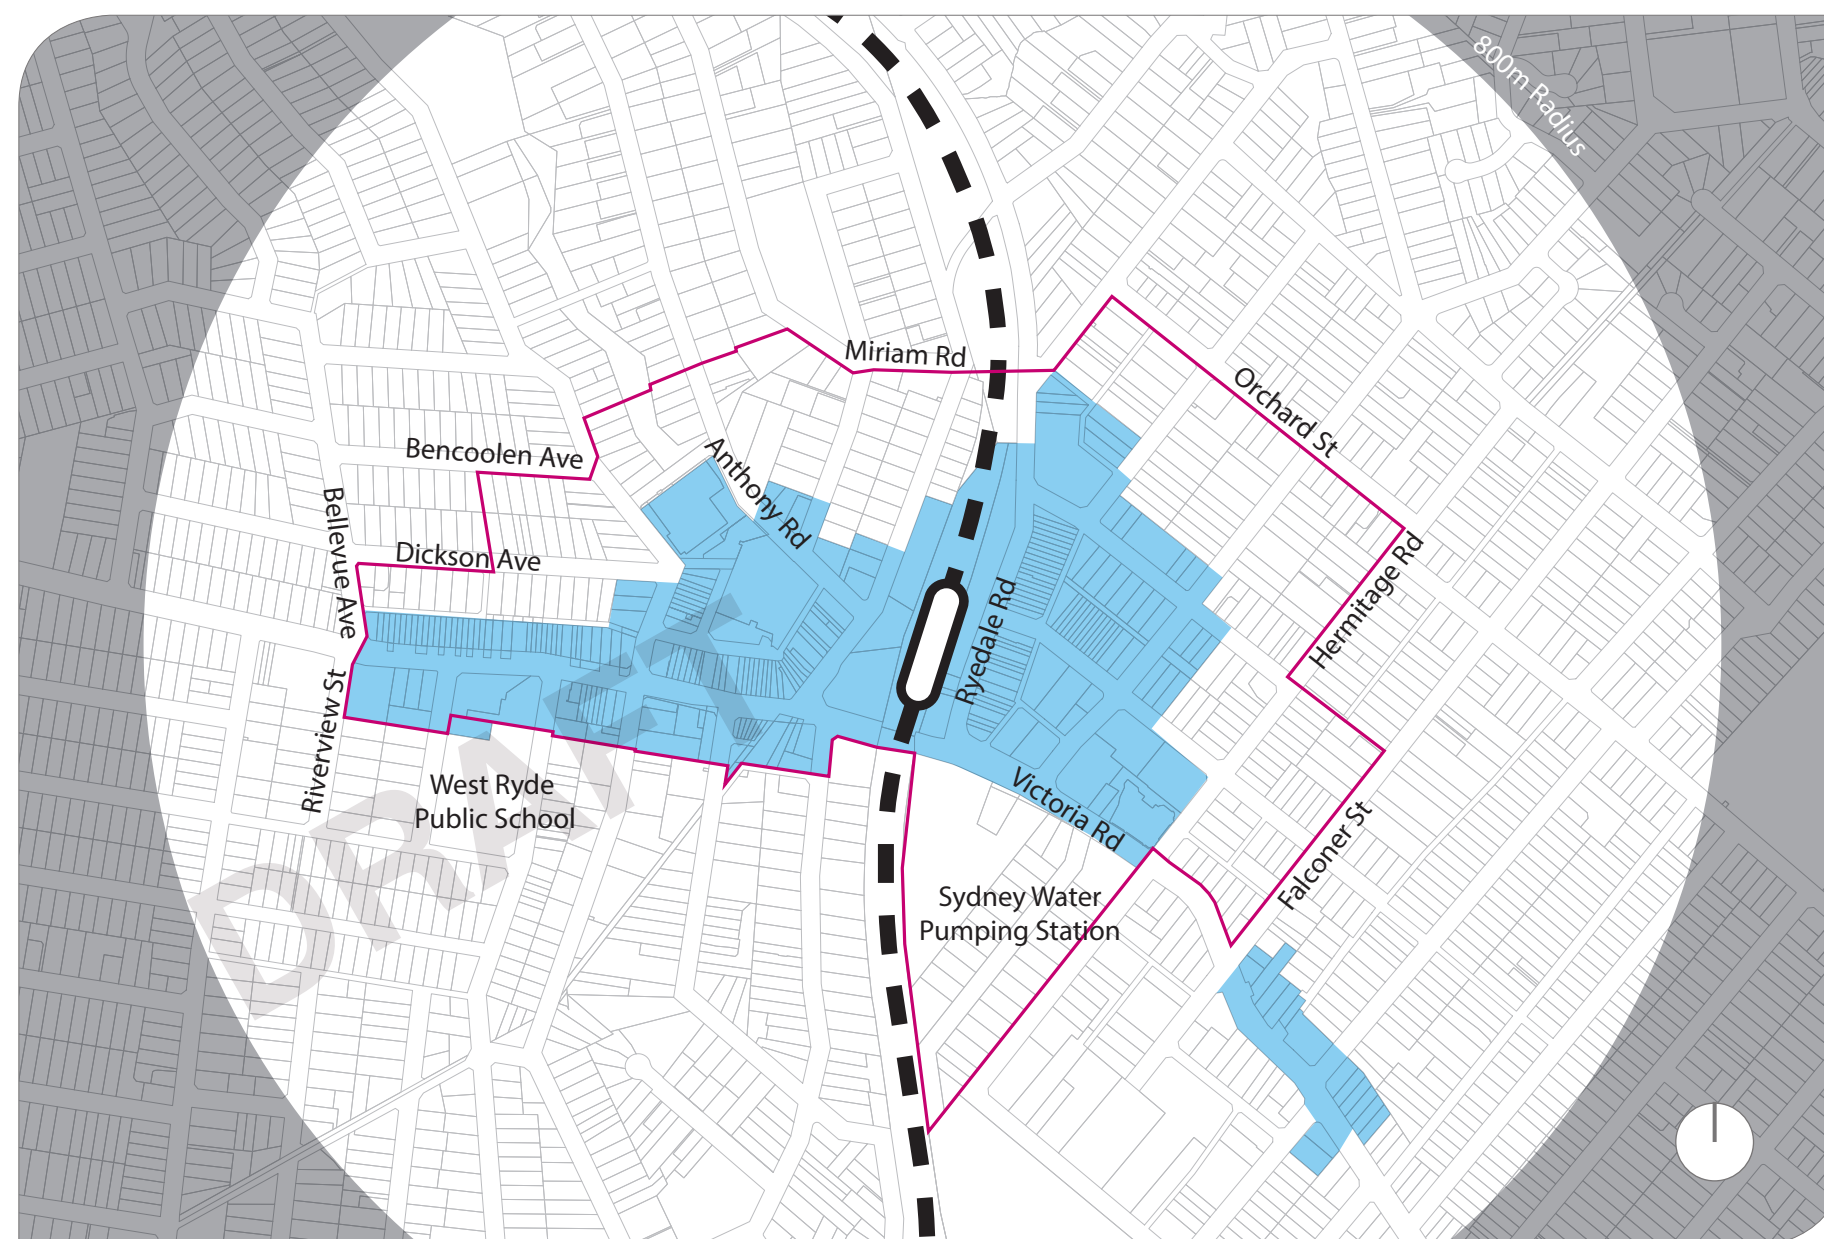 800m Radius
Miriam Rd
Orchard St
Bencoolen Ave
Anthony Rd
Bellevue Ave
Dickson Ave
Hermitage Rd
Ryedale Rd
Riverview St
West Ryde
Public School
Victoria Rd
Falconer St
Sydney Water
Pumping Station
DRAFT